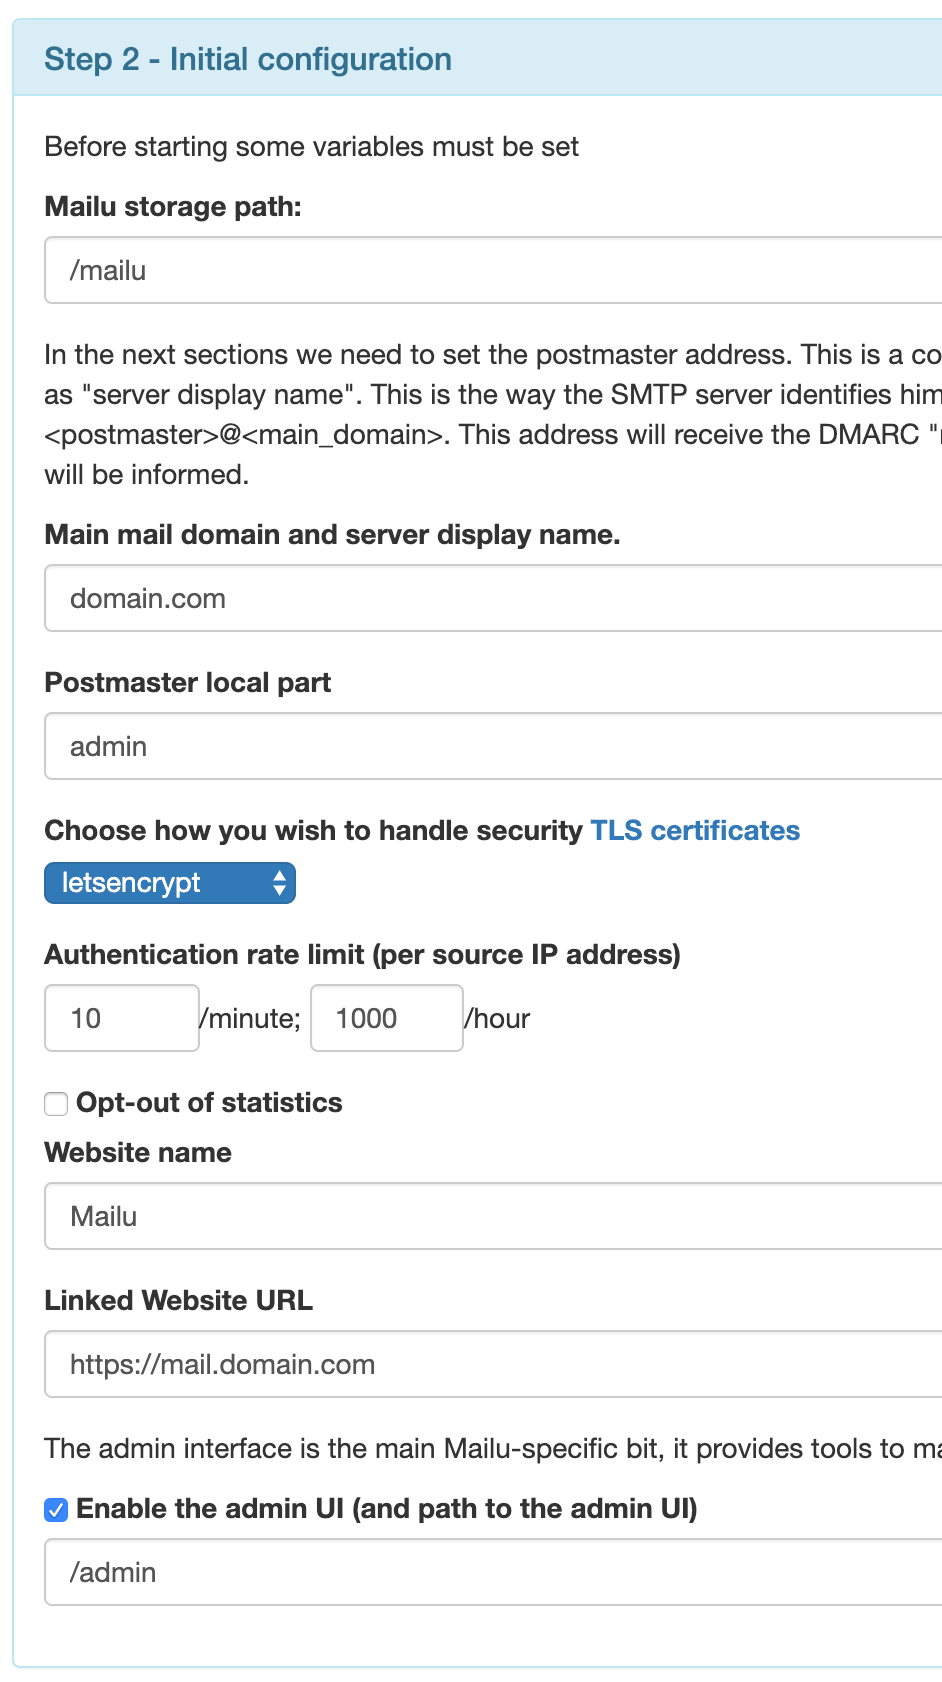 Step 2 - Initial configuration
Before starting some variables must be set
Mailu storage path:
/mailu
In the next sections we need to set the postmaster address. This is a co
as "server display name". This is the way the SMTP server identifies him
<postmaster>@<main_domain>. This address will receive the DMARC "
will be informed.
Main mail domain and server display name.
domain.com
Postmaster local part
admin
Choose how you wish to handle security TLS certificates
letsencrypt
Authentication rate limit (per source IP address)
10 /minute; 1000 /hour
Opt-out of statistics
Website name
Mailu
Linked Website URL
https://mail.domain.com
The admin interface is the main Mailu-specific bit, it provides tools to ma
Enable the admin UI (and path to the admin UI)
/admin